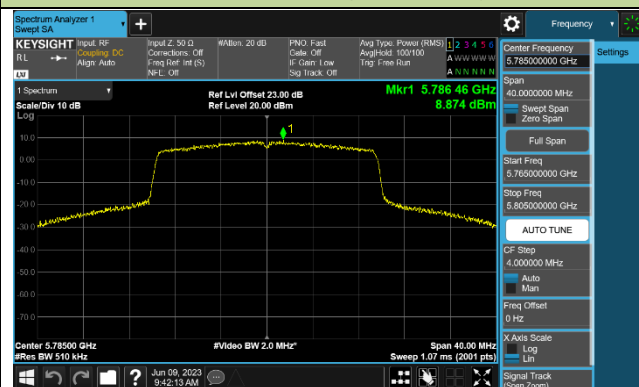 Spectrum Analyzer 1
Swept SA
Frequency
KEYSIGHT
RL
LXI
Input: RF
Coupling: DC
Align: Auto
Input Z: 50 Ω
Corrections: Off
Freq Ref: Int (S)
NFE: Off
#Atten: 20 dB
PNO: Fast
Gate: Off
IF Gain: Low
Sig Track: Off
Avg Type: Power (RMS)
Avg|Hold: 100/100
Trig: Free Run
1 2 3 4 5 6
A W W W W W
A N N N N N
Center Frequency
5.785000000 GHz
Settings
Span
40.0000000 MHz
Swept Span
Zero Span
Full Span
Start Freq
5.765000000 GHz
Stop Freq
5.805000000 GHz
AUTO TUNE
CF Step
4.000000 MHz
Auto
Man
Freq Offset
0 Hz
X Axis Scale
Log
Lin
Signal Track
(Span Zoom)
1 Spectrum
Scale/Div 10 dB
Log
Ref Lvl Offset 23.00 dB
Ref Level 20.00 dBm
Mkr1 5.786 46 GHz
8.874 dBm
1
10.0
0.00
-10.0
-20.0
-30.0
-40.0
-50.0
-60.0
-70.0
Center 5.78500 GHz
#Res BW 510 kHz
#Video BW 2.0 MHz*
Span 40.00 MHz
Sweep 1.07 ms (2001 pts)
Jun 09, 2023
9:42:13 AM